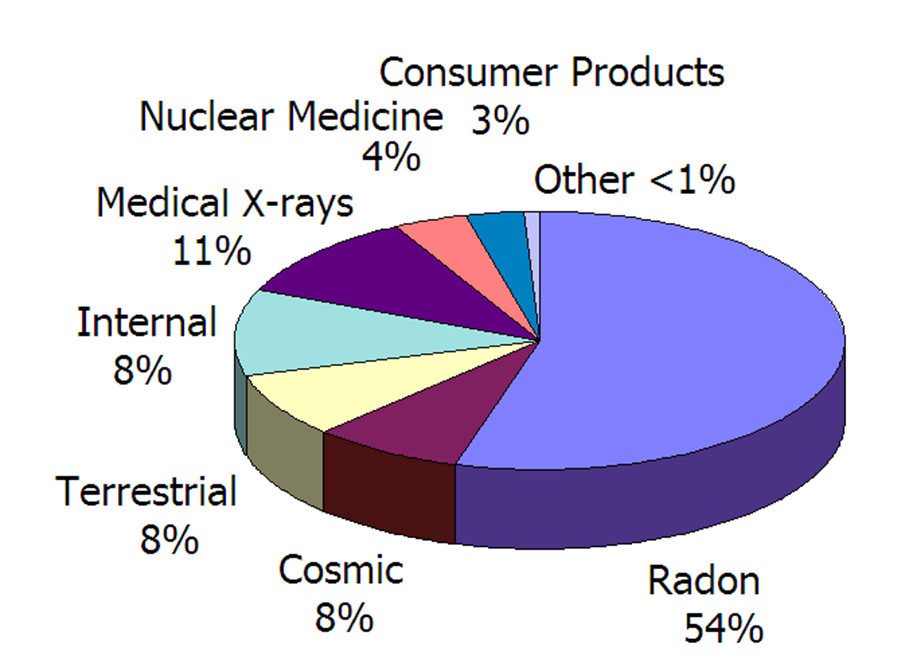 Consumer Products
3%
Nuclear Medicine
4%
Other <1%
Medical X-rays
11%
Internal
8%
Terrestrial
8%
Cosmic
8%
Radon
54%